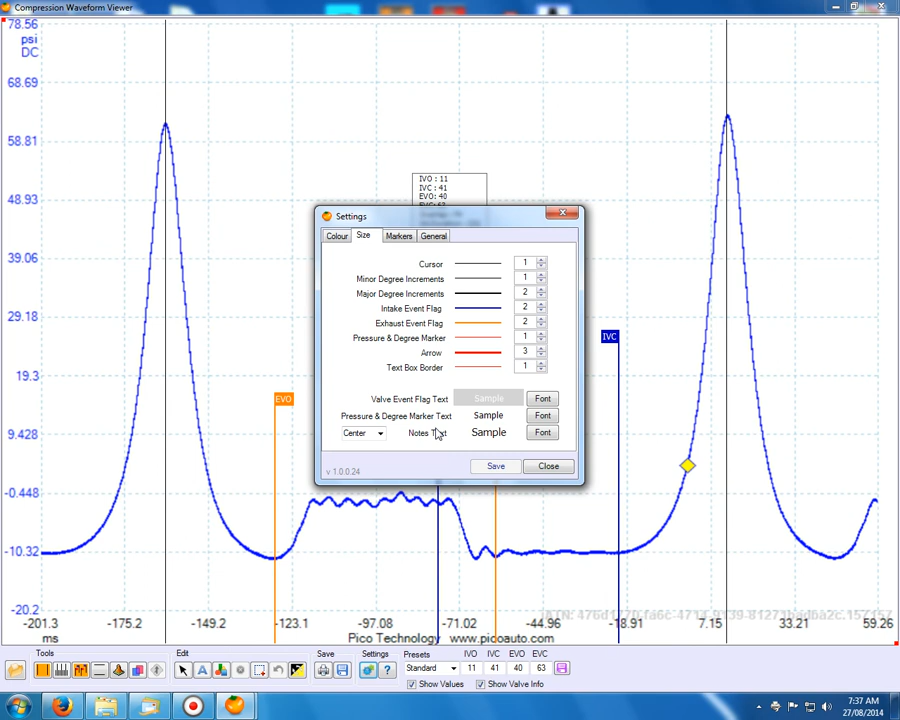 Compression Waveform Viewer
78.56
psi
DC
68.69
58.81
48.93
39.06
29.18
19.3
9.428
-0.448
-10.32
-20.2
IVO : 11
IVC : 41
EVO: 40
EVC: 63
Settings
Colour Size Markers General
Cursor 1
Minor Degree Increments 1
Major Degree Increments 2
Intake Event Flag 2
Exhaust Event Flag 2
Pressure & Degree Marker 1
Arrow 3
Text Box Border 1
Valve Event Flag Text Sample Font
Pressure & Degree Marker Text Sample Font
Center Notes Text Sample Font
v 1.0.0.24 Save Close
EVO
IVC
-201.3 -175.2 -149.2 -123.1 -97.08 -71.02 -44.96 -18.91 7.15 33.21 59.26
ms
Pico Technology www.picoauto.com
Tools Edit Save Settings Presets IVO IVC EVO EVC
Standard 11 41 40 63
Show Values Show Valve Info
7:37 AM
27/08/2014